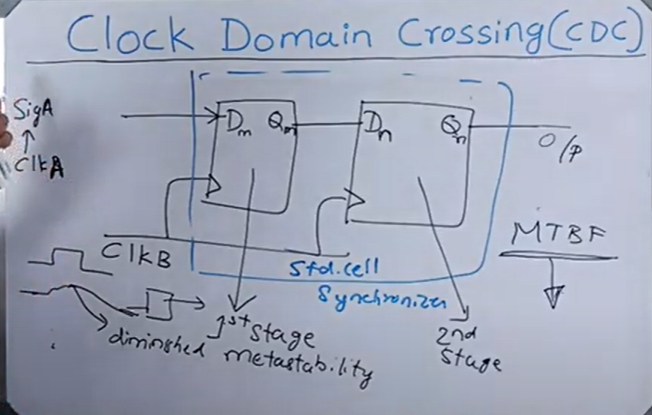 Clock Domain Crossing (CDC)
SigA
ClkA
Dm Qm
Dn Qn
O/P
ClkB
Std.cell
Synchronizer
MTBF
1st stage
2nd
Stage
diminished metastability